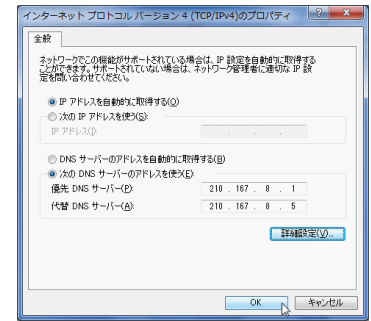 インターネット プロトコル バージョン 4 (TCP/IPv4)のプロパティ
全般
ネットワークでこの機能がサポートされている場合は、IP 設定を自動的に取得する
ことができます。サポートされていない場合は、ネットワーク管理者に適切な IP 設
定を問い合わせてください。
IP アドレスを自動的に取得する(O)
次の IP アドレスを使う(S):
IP アドレス(I):
DNS サーバーのアドレスを自動的に取得する(B)
次の DNS サーバーのアドレスを使う(E):
優先 DNS サーバー(P): 210 . 167 . 8 . 1
代替 DNS サーバー(A): 210 . 167 . 8 . 5
詳細設定(V)...
OK キャンセル